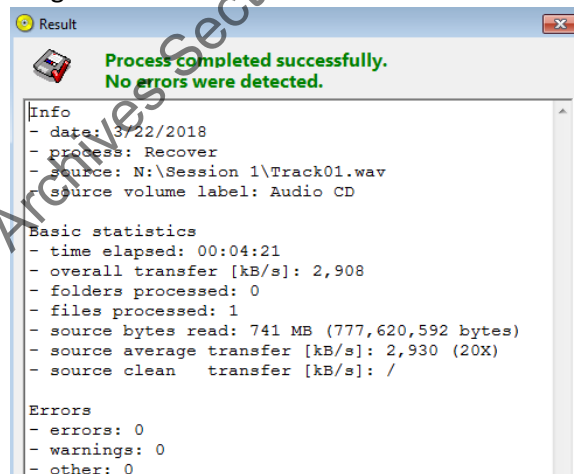 Result
Process completed successfully.
No errors were detected.
Info
- date: 3/22/2018
- process: Recover
- source: N:\Session 1\Track01.wav
- source volume label: Audio CD
Basic statistics
- time elapsed: 00:04:21
- overall transfer [kB/s]: 2,908
- folders processed: 0
- files processed: 1
- source bytes read: 741 MB (777,620,592 bytes)
- source average transfer [kB/s]: 2,930 (20X)
- source clean   transfer [kB/s]: /
Errors
- errors: 0
- warnings: 0
- other: 0
Archives Sect